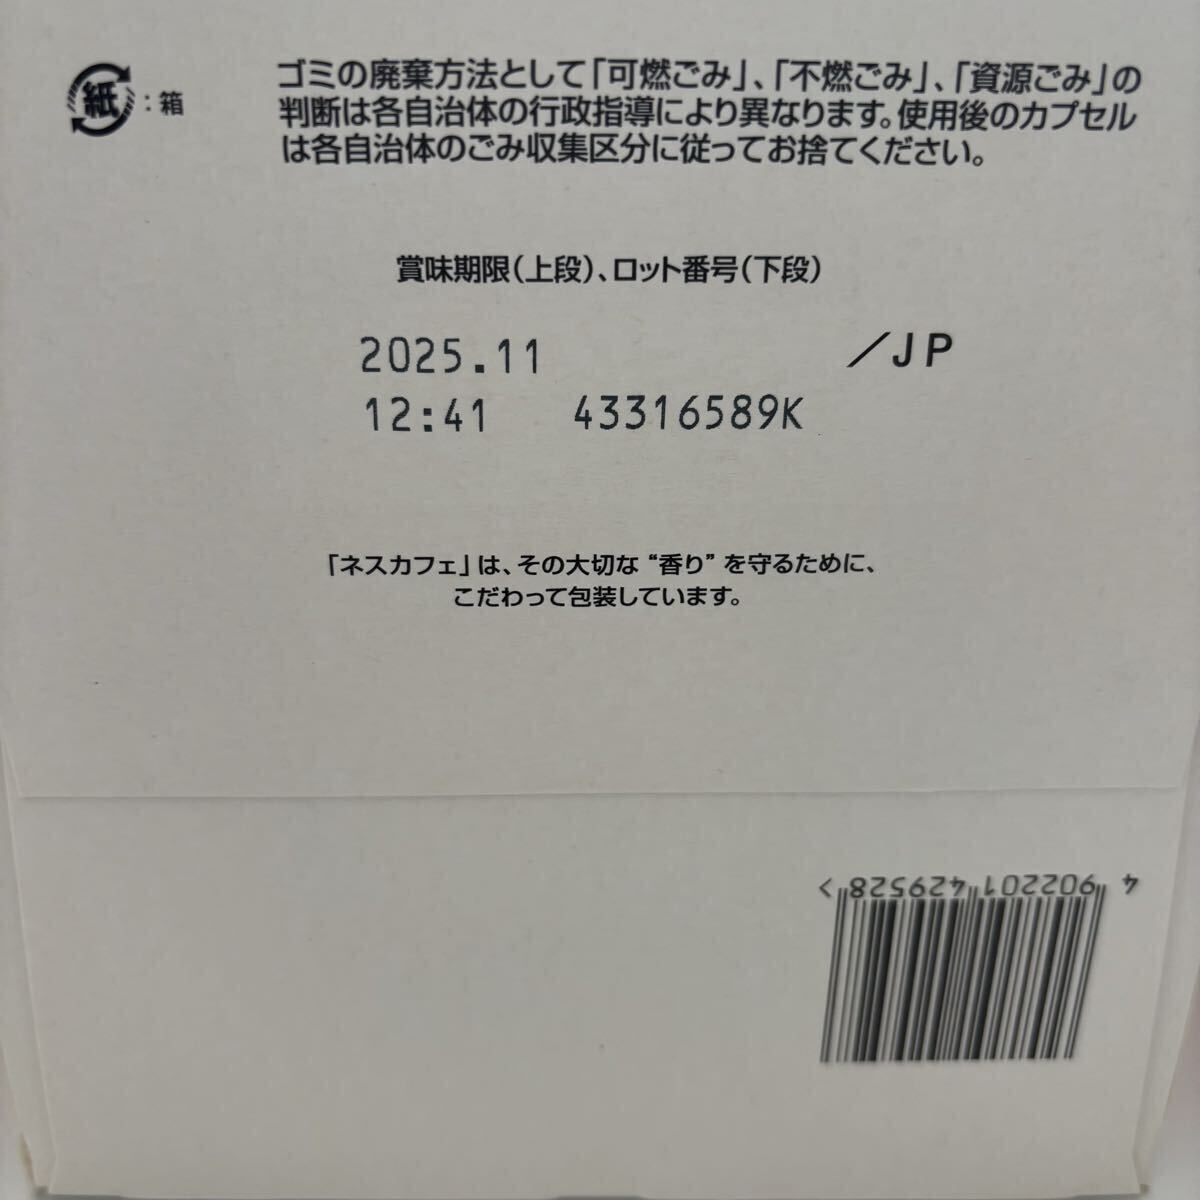 紙:箱
ゴミの廃棄方法として「可燃ごみ」、「不燃ごみ」、「資源ごみ」の
判断は各自治体の行政指導により異なります。使用後のカプセル
は各自治体のごみ収集区分に従ってお捨てください。
賞味期限(上段)、ロット番号(下段)
2025.11 /JP
12:41 43316589K
「ネスカフェ」は、その大切な“香り”を守るために、
こだわって包装しています。
4 902201 429528 >